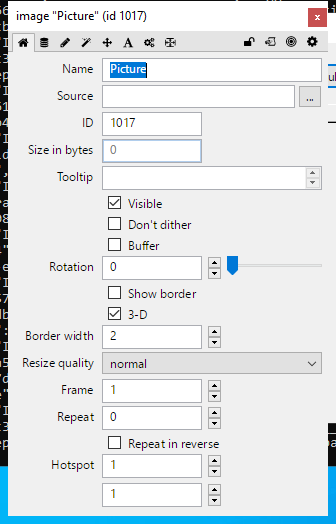 image "Picture" (id 1017)
x
A
Name Picture
Source ...
ID 1017
Size in bytes 0
Tooltip
Visible
Don't dither
Buffer
Rotation 0
Show border
3-D
Border width 2
Resize quality normal
Frame 1
Repeat 0
Repeat in reverse
Hotspot 1
1